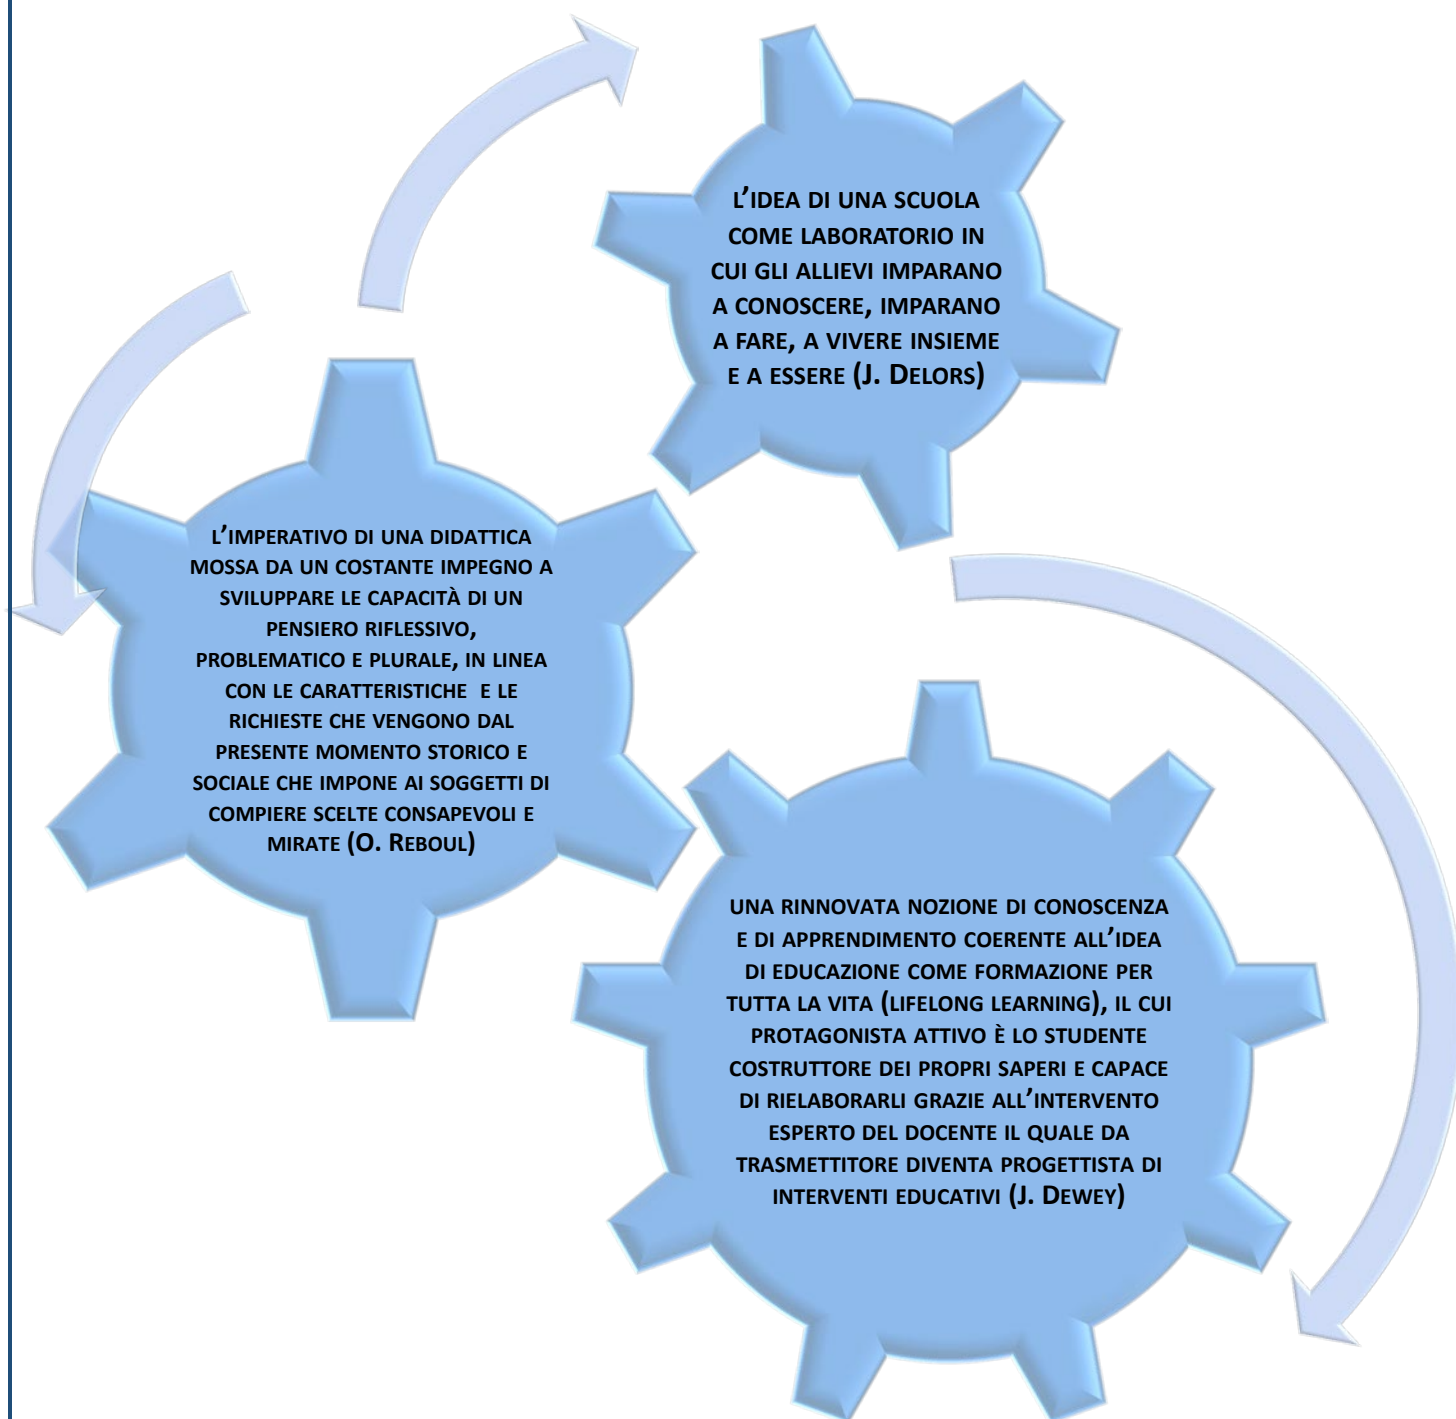 L'IDEA DI UNA SCUOLA
COME LABORATORIO IN
CUI GLI ALLIEVI IMPARANO
A CONOSCERE, IMPARANO
A FARE, A VIVERE INSIEME
E A ESSERE (J. DELORS)
L'IMPERATIVO DI UNA DIDATTICA
MOSSA DA UN COSTANTE IMPEGNO A
SVILUPPARE LE CAPACITÀ DI UN
PENSIERO RIFLESSIVO,
PROBLEMATICO E PLURALE, IN LINEA
CON LE CARATTERISTICHE E LE
RICHIESTE CHE VENGONO DAL
PRESENTE MOMENTO STORICO E
SOCIALE CHE IMPONE AI SOGGETTI DI
COMPIERE SCELTE CONSAPEVOLI E
MIRATE (O. REBOUL)
UNA RINNOVATA NOZIONE DI CONOSCENZA
E DI APPRENDIMENTO COERENTE ALL'IDEA
DI EDUCAZIONE COME FORMAZIONE PER
TUTTA LA VITA (LIFELONG LEARNING), IL CUI
PROTAGONISTA ATTIVO È LO STUDENTE
COSTRUTTORE DEI PROPRI SAPERI E CAPACE
DI RIELABORARLI GRAZIE ALL'INTERVENTO
ESPERTO DEL DOCENTE IL QUALE DA
TRASMETTITORE DIVENTA PROGETTISTA DI
INTERVENTI EDUCATIVI (J. DEWEY)